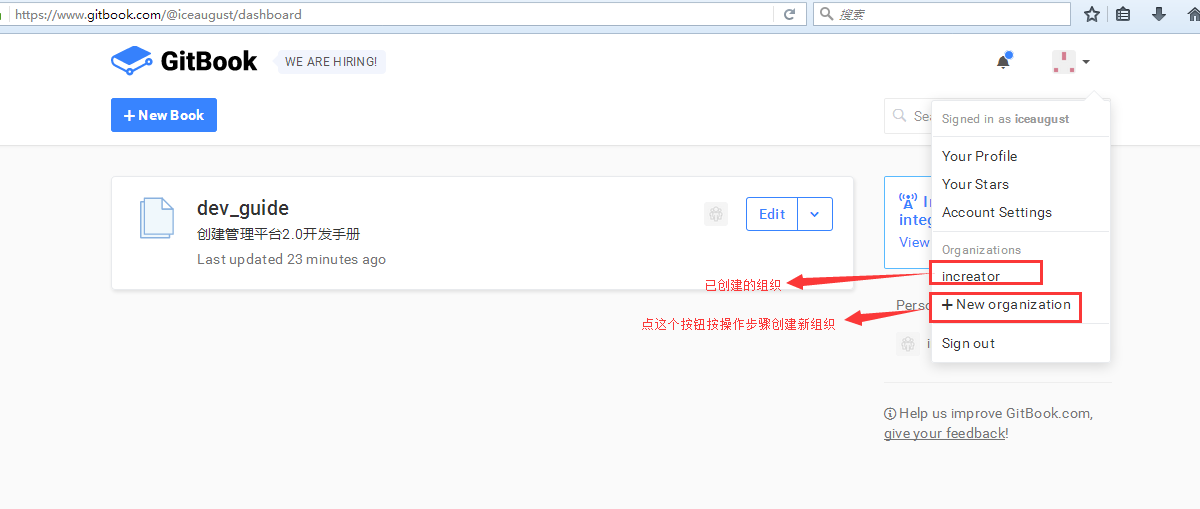 https://www.gitbook.com/@iceaugust/dashboard
搜索
GitBook
WE ARE HIRING!
+ New Book
Sea
Signed in as iceaugust
Your Profile
Your Stars
Account Settings
Organizations
increator
+ New organization
Sign out
dev_guide
创建管理平台2.0开发手册
Last updated 23 minutes ago
Edit
In
integ
View
已创建的组织
点这个按钮按操作步骤创建新组织
Perso
i
Help us improve GitBook.com,
give your feedback!